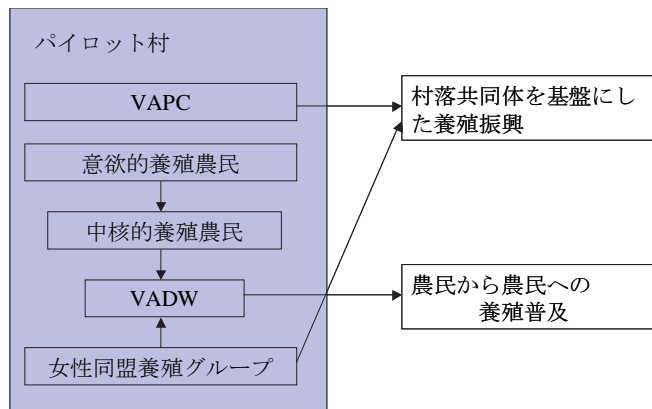 パイロット村
VAPC
村落共同体を基盤にし
た養殖振興
意欲的養殖農民
中核的養殖農民
VADW
農民から農民への
養殖普及
女性同盟養殖グループ